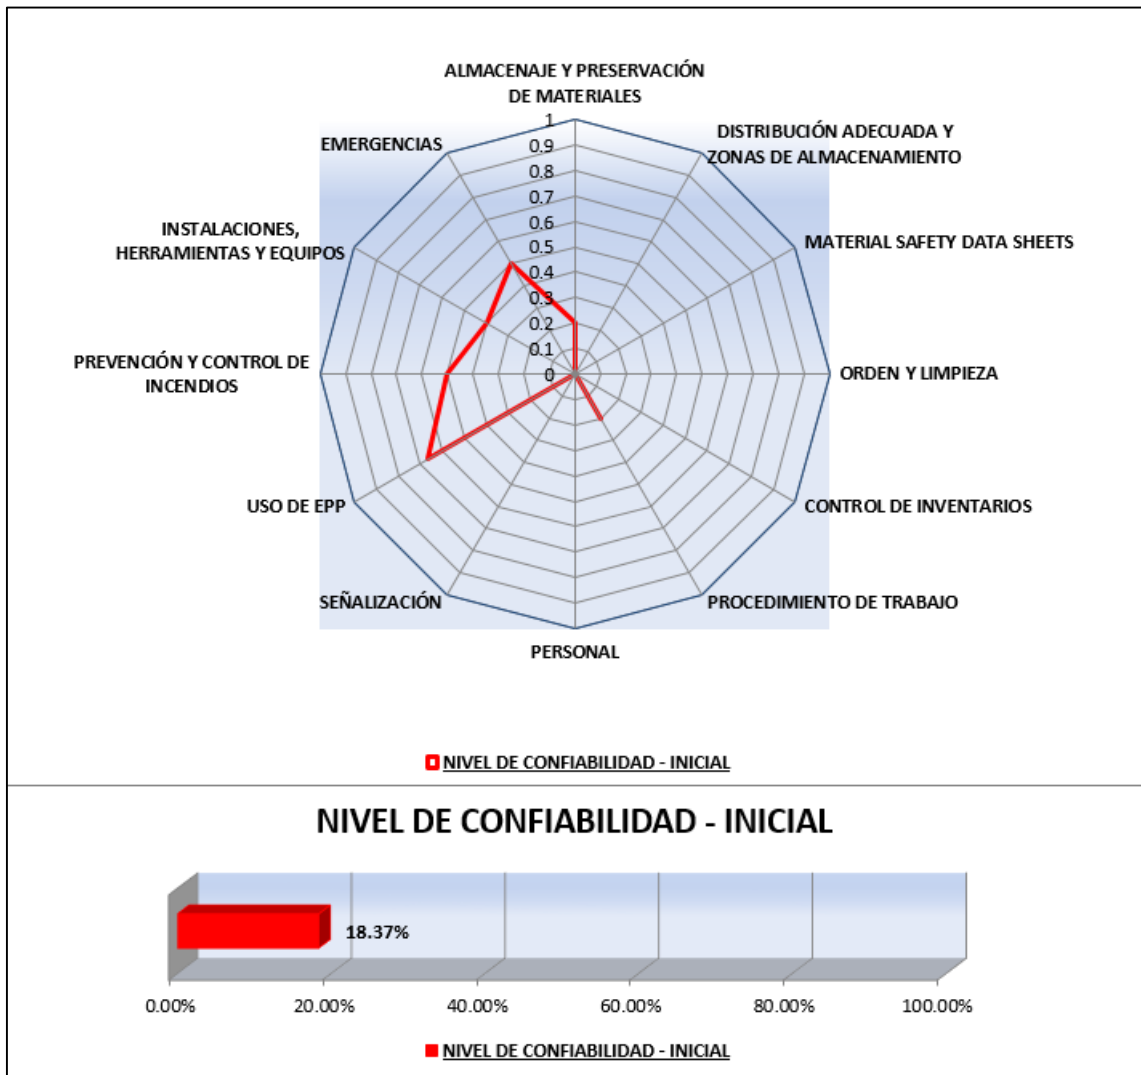 ALMACENAJE Y PRESERVACIÓN
DE MATERIALES
DISTRIBUCIÓN ADECUADA Y
ZONAS DE ALMACENAMIENTO
MATERIAL SAFETY DATA SHEETS
ORDEN Y LIMPIEZA
CONTROL DE INVENTARIOS
PROCEDIMIENTO DE TRABAJO
PERSONAL
SEÑALIZACIÓN
USO DE EPP
PREVENCIÓN Y CONTROL DE
INCENDIOS
INSTALACIONES,
HERRAMIENTAS Y EQUIPOS
EMERGENCIAS
1
0.9
0.8
0.7
0.6
0.5
0.4
0.3
0.2
0.1
0
NIVEL DE CONFIABILIDAD - INICIAL
NIVEL DE CONFIABILIDAD - INICIAL
18.37%
0.00% 20.00% 40.00% 60.00% 80.00% 100.00%
NIVEL DE CONFIABILIDAD - INICIAL